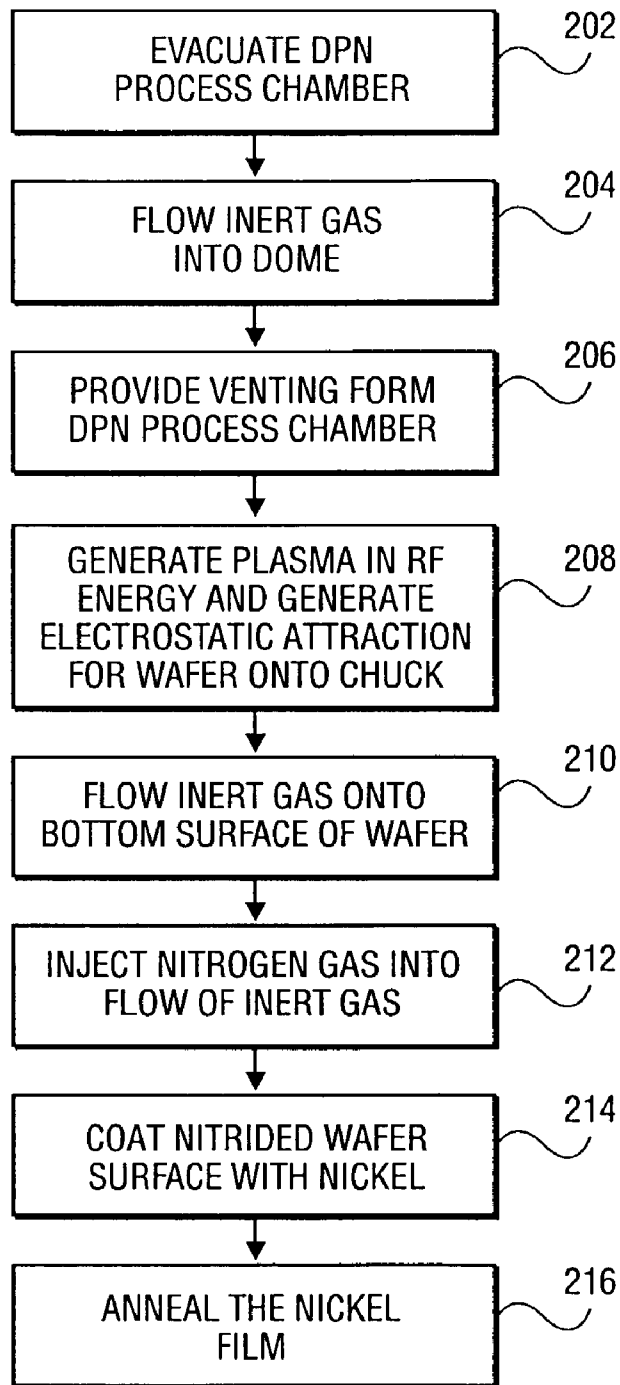 EVACUATE DPN
PROCESS CHAMBER
202
FLOW INERT GAS
INTO DOME
204
PROVIDE VENTING FORM
DPN PROCESS CHAMBER
206
GENERATE PLASMA IN RF
ENERGY AND GENERATE
ELECTROSTATIC ATTRACTION
FOR WAFER ONTO CHUCK
208
FLOW INERT GAS ONTO
BOTTOM SURFACE OF WAFER
210
INJECT NITROGEN GAS INTO
FLOW OF INERT GAS
212
COAT NITRIDED WAFER
SURFACE WITH NICKEL
214
ANNEAL THE NICKEL
FILM
216